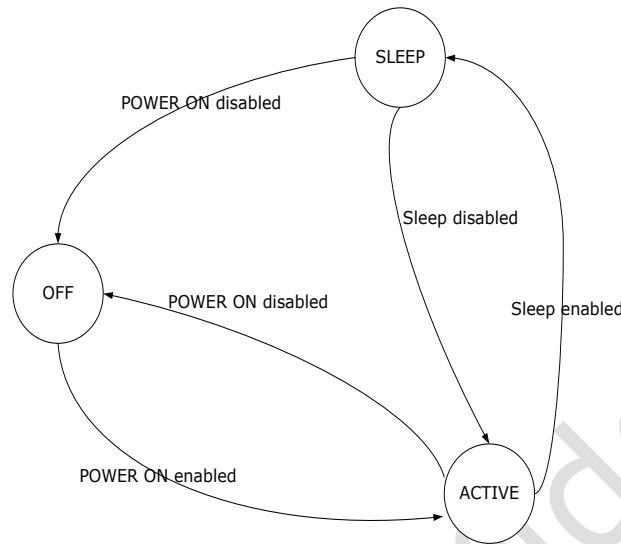 SLEEP
POWER ON disabled
Sleep disabled
OFF
POWER ON disabled
Sleep enabled
POWER ON enabled
ACTIVE